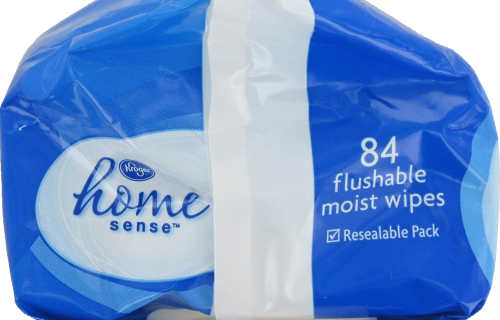 Kroger
home
sense™
84
flushable
moist wipes
☑ Resealable Pack